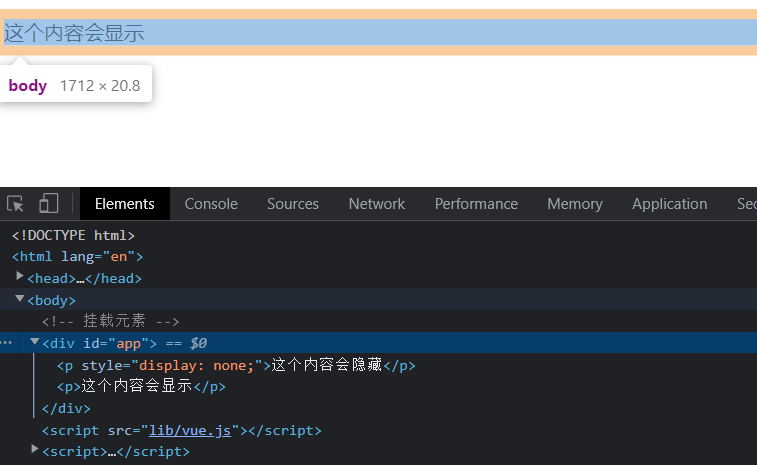 这个内容会显示
body 1712 × 20.8
Elements Console Sources Network Performance Memory Application Sec
<!DOCTYPE html>
<html lang="en">
<head>…</head>
<body>
<!-- 挂载元素 -->
<div id="app"> == $0
<p style="display: none;">这个内容会隐藏</p>
<p>这个内容会显示</p>
</div>
<script src="lib/vue.js"></script>
<script>…</script>